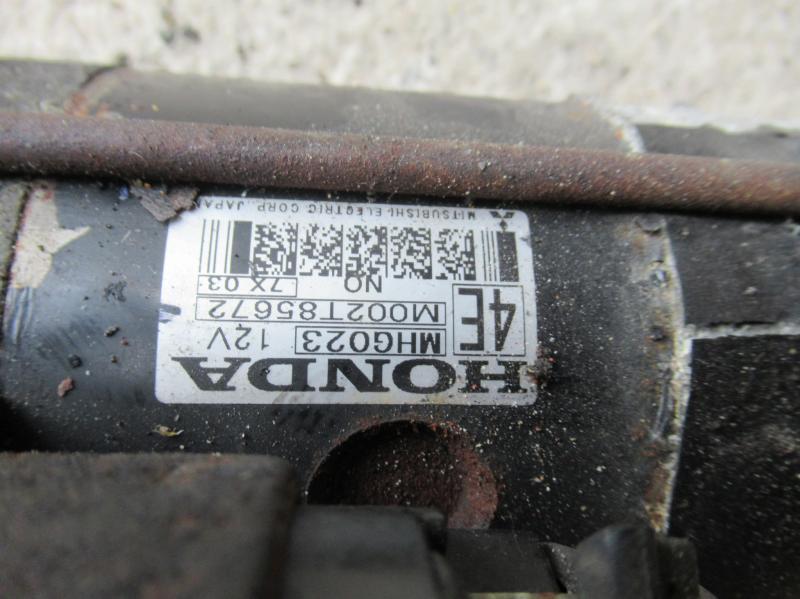 HONDA
4E MHG023 12V
M002T85672
NO 7X 03
MITSUBISHI ELECTRIC CORP. JAPAN